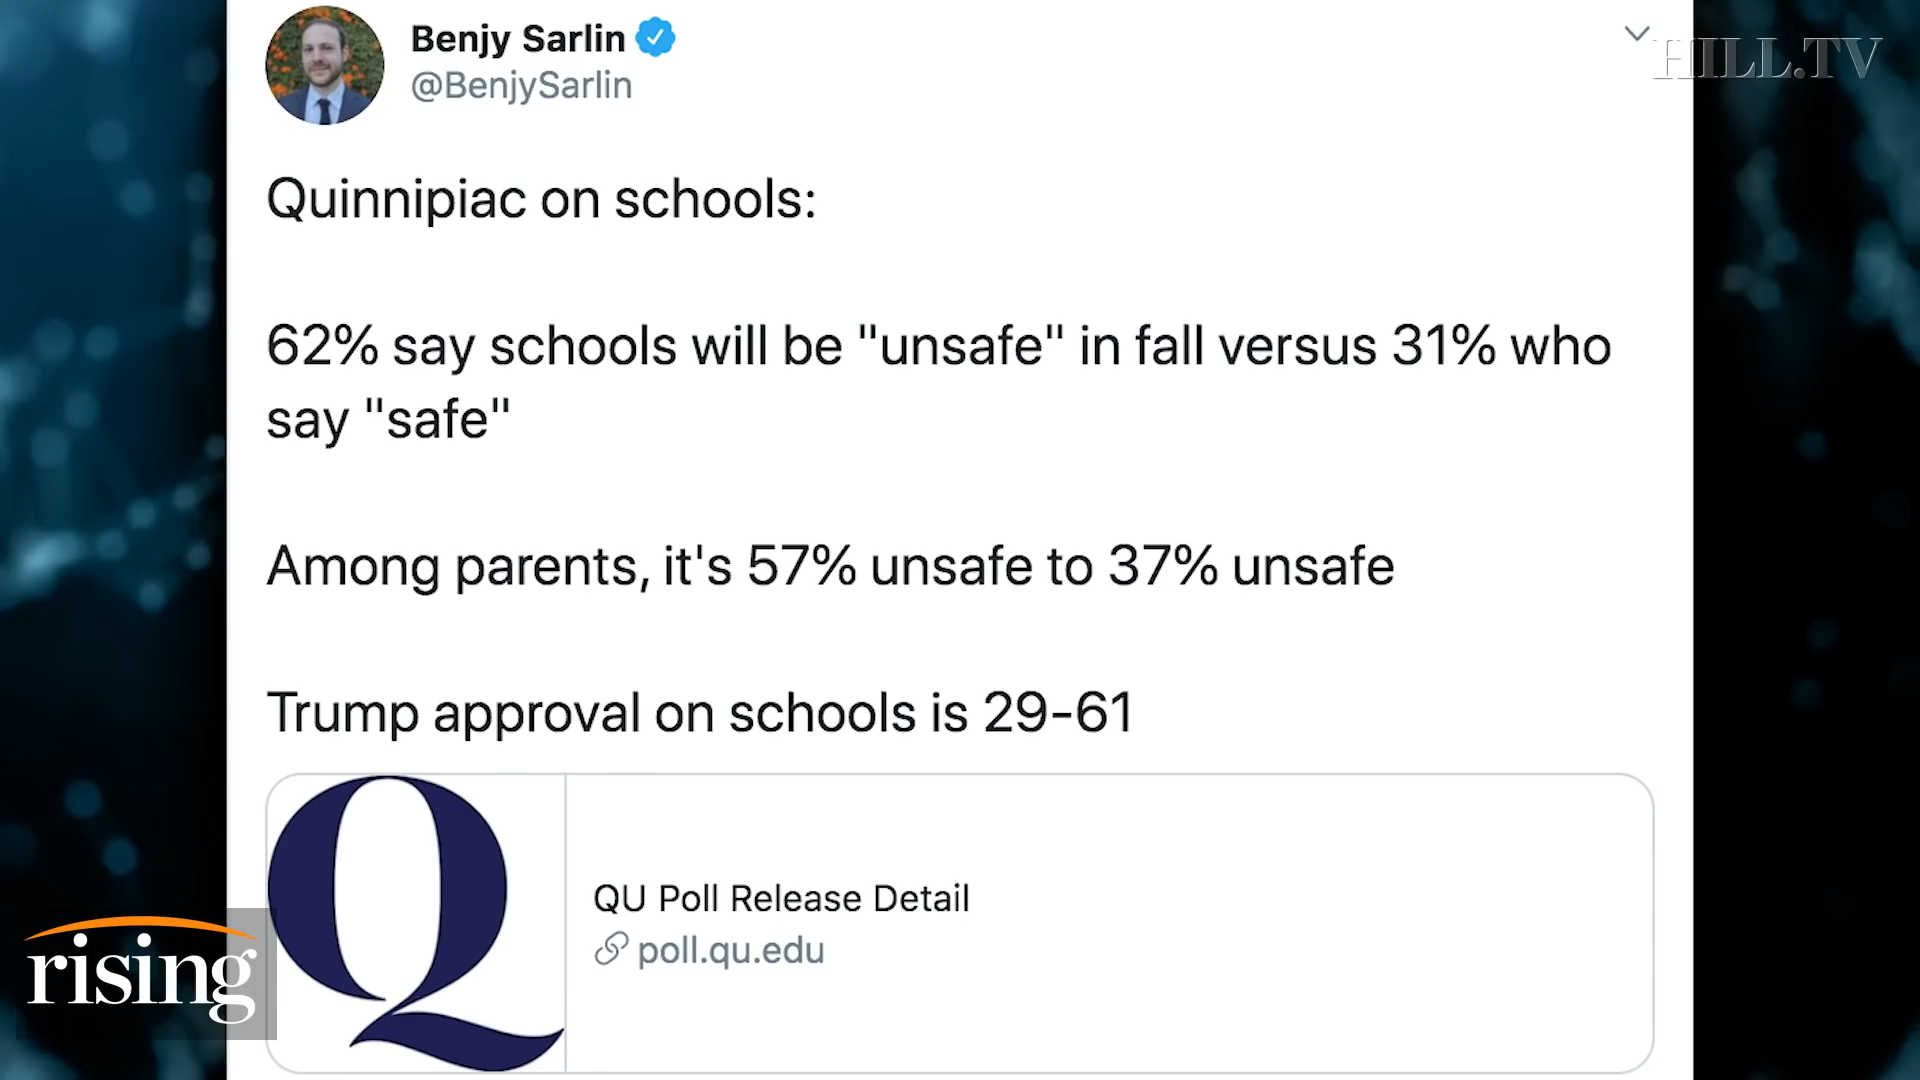 Benjy Sarlin
@BenjySarlin
HILL.TV
Quinnipiac on schools:
62% say schools will be "unsafe" in fall versus 31% who
say "safe"
Among parents, it's 57% unsafe to 37% unsafe
Trump approval on schools is 29-61
Q
QU Poll Release Detail
poll.qu.edu
rising